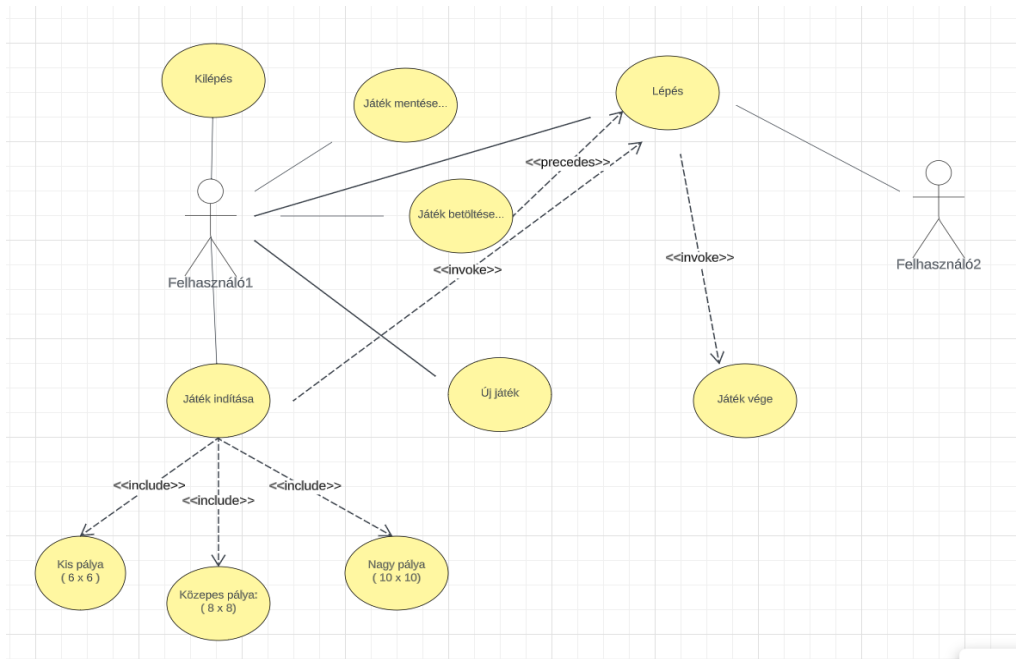 Kilépés
Játék mentése...
Lépés
<<precedes>>
Játék betöltése...
<<invoke>>
<<invoke>>
Felhasználó1
Felhasználó2
Játék indítása
Új játék
Játék vége
<<include>>
<<include>>
<<include>>
Kis pálya
( 6 x 6 )
Közepes pálya:
( 8 x 8)
Nagy pálya
( 10 x 10)